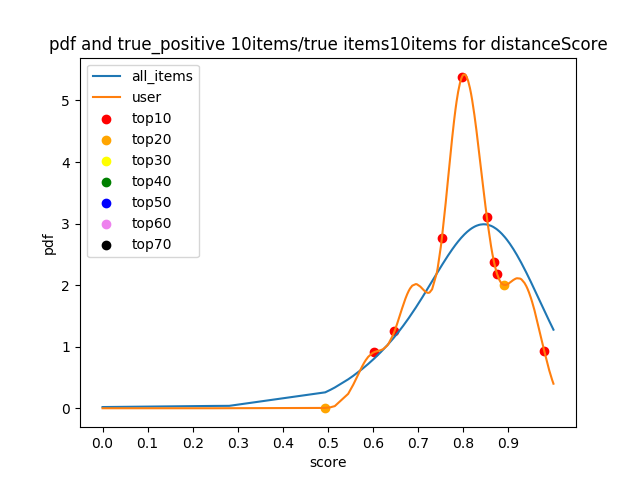 pdf and true_positive 10items/true items10items for distanceScore
all_items
user
top10
top20
top30
top40
top50
top60
top70
pdf
5
4
3
2
1
0
0.0 0.1 0.2 0.3 0.4 0.5 0.6 0.7 0.8 0.9
score